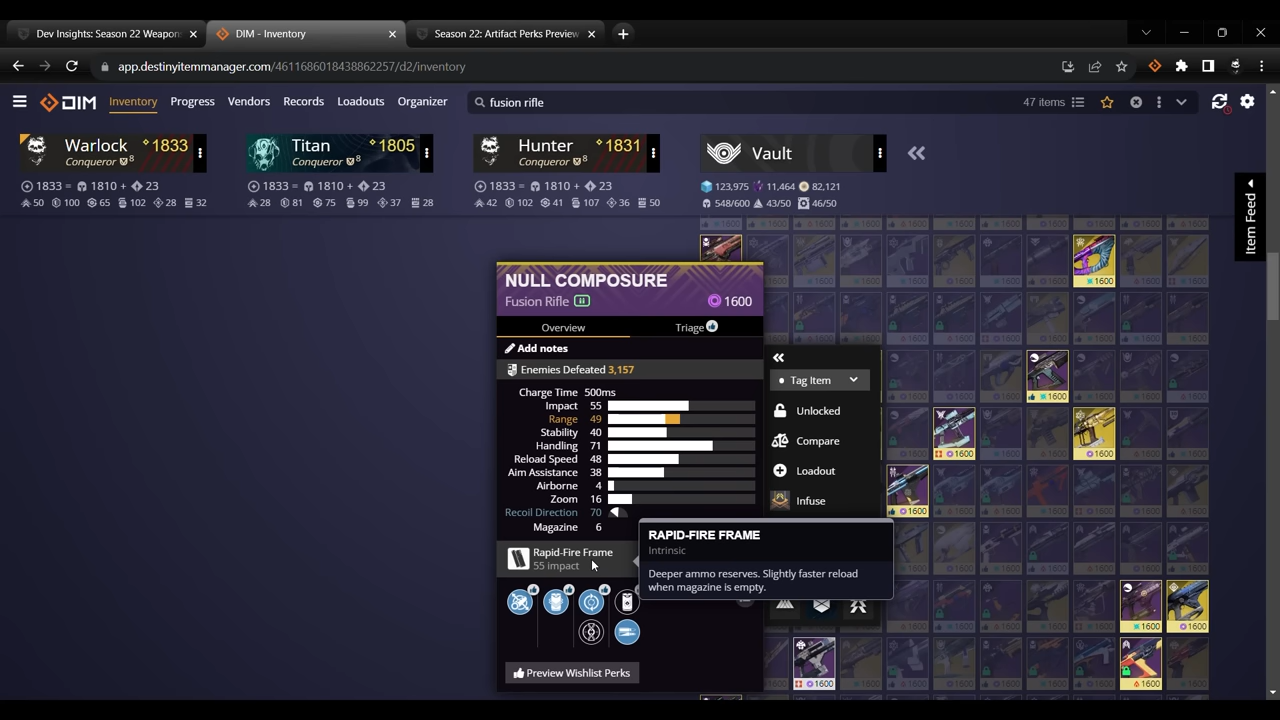 Dev Insights: Season 22 Weapon
DIM - Inventory
Season 22: Artifact Perks Preview
app.destinyitemmanager.com/4611686018438862257/d2/inventory
DIM
Inventory
Progress
Vendors
Records
Loadouts
Organizer
fusion rifle
47 items
Warlock
1833
Conqueror 8
Titan
1805
Conqueror 8
Hunter
1831
Conqueror 8
Vault
1833 = 1810 + 23
1833 = 1810 + 23
1833 = 1810 + 23
123,975 11,464 82,121
50 100 65 102 28 32
28 81 75 99 37 28
42 102 41 107 36 50
548/600 43/50 46/50
Item Feed
NULL COMPOSURE
Fusion Rifle
1600
Overview
Triage
Add notes
Enemies Defeated 3,157
Charge Time 500ms
Impact 55
Range 49
Stability 40
Handling 71
Reload Speed 48
Aim Assistance 38
Airborne 4
Zoom 16
Recoil Direction 70
Magazine 6
Rapid-Fire Frame
55 impact
Preview Wishlist Perks
Tag Item
Unlocked
Compare
Loadout
Infuse
RAPID-FIRE FRAME
Intrinsic
Deeper ammo reserves. Slightly faster reload
when magazine is empty.
1600
1600
1600
1600
1600
1600
1600
1600
1600